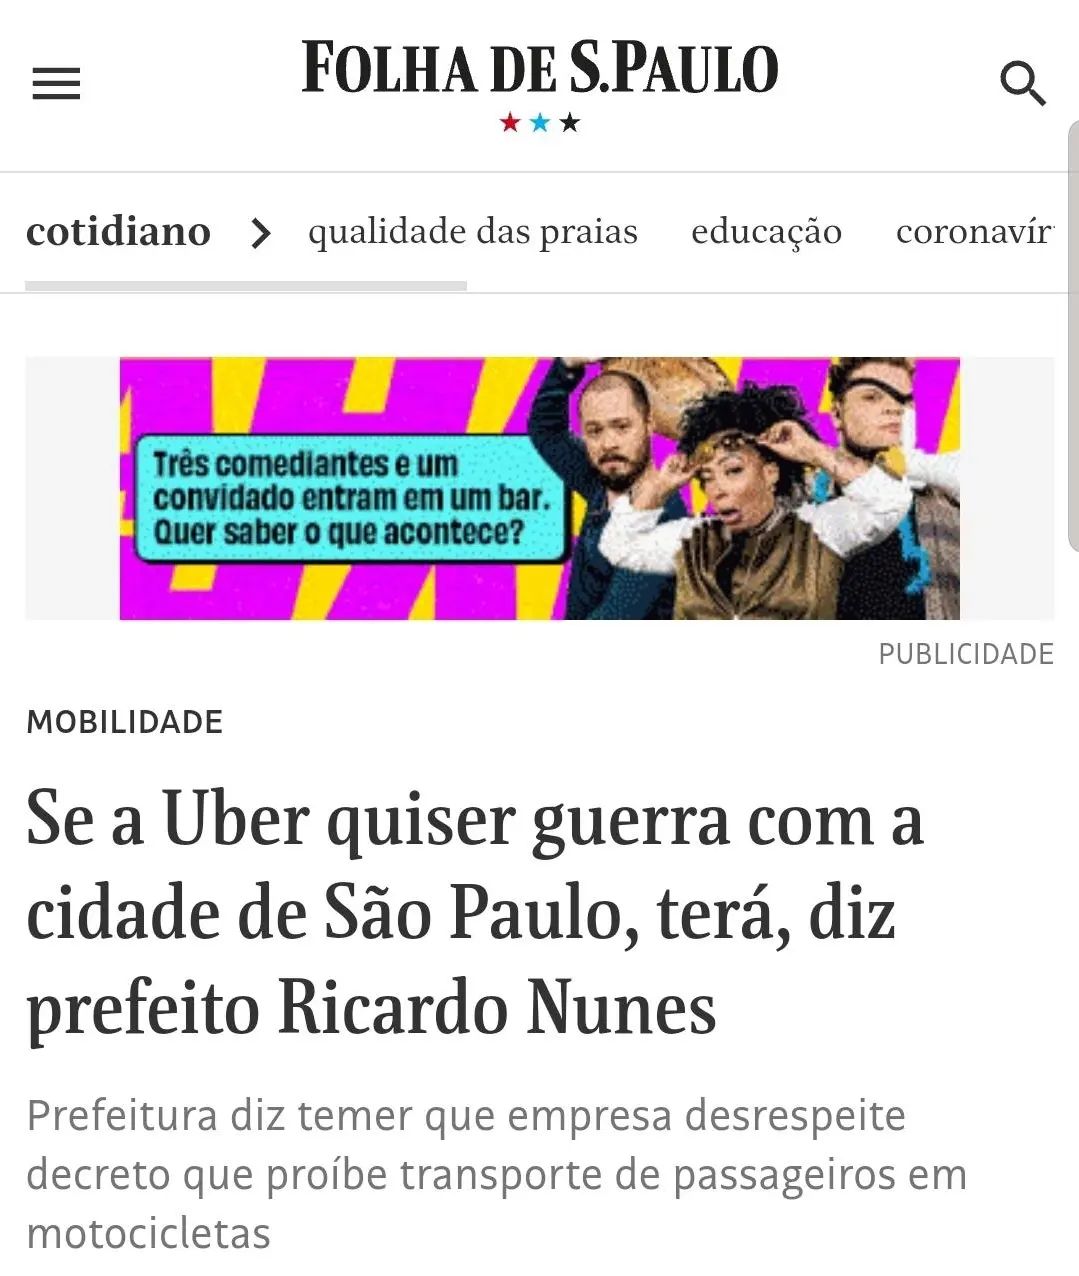 FOLHA DE S.PAULO
cotidiano
qualidade das praias
educação
coronavír
Três comediantes e um
convidado entram em um bar.
Quer saber o que acontece?
PUBLICIDADE
MOBILIDADE
Se a Uber quiser guerra com a
cidade de São Paulo, terá, diz
prefeito Ricardo Nunes
Prefeitura diz temer que empresa desrespeite
decreto que proíbe transporte de passageiros em
motocicletas